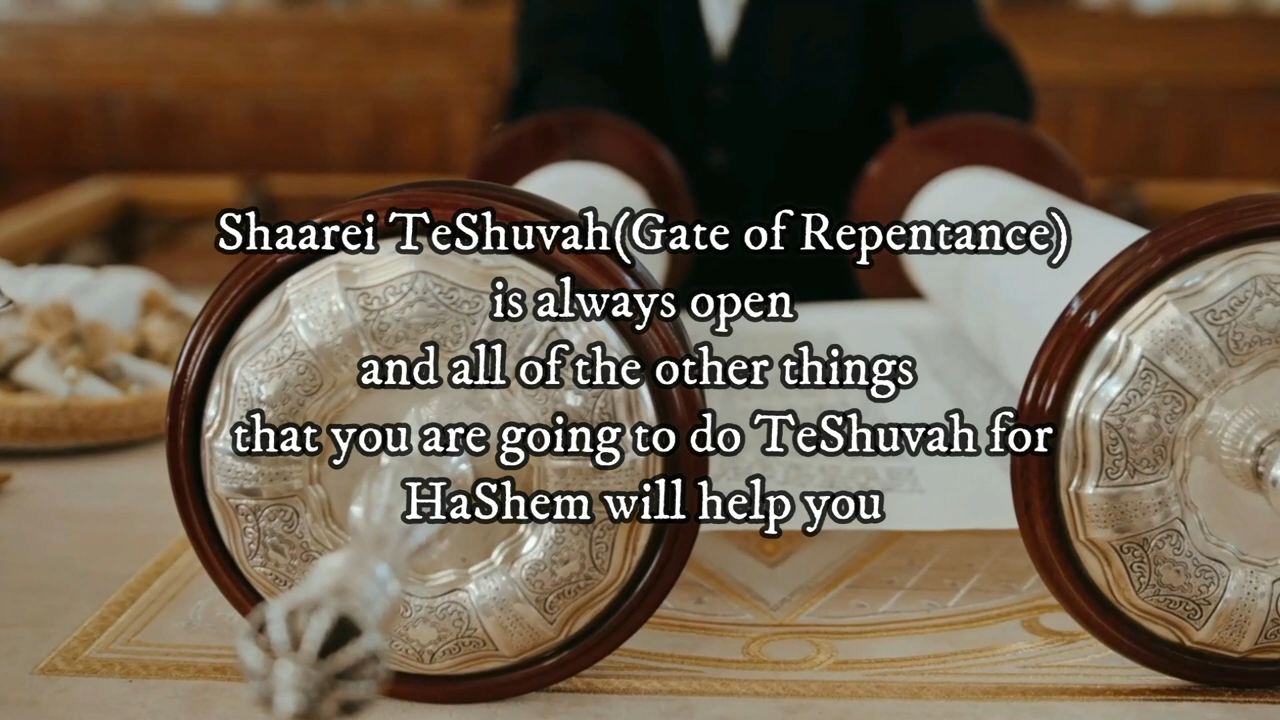 Shaarei TeShuvah(Gate of Repentance)
is always open
and all of the other things
that you are going to do TeShuvah for
HaShem will help you